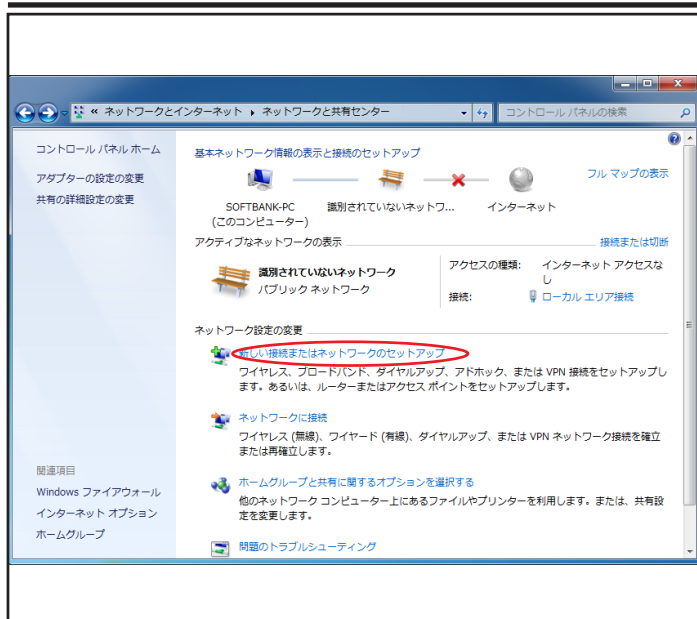 « ネットワークとインターネット ▸ ネットワークと共有センター
コントロール パネルの検索
コントロール パネル ホーム
アダプターの設定の変更
共有の詳細設定の変更
基本ネットワーク情報の表示と接続のセットアップ
フル マップの表示
SOFTBANK-PC
(このコンピューター)
識別されていないネットワ...
インターネット
アクティブなネットワークの表示
接続または切断
識別されていないネットワーク
パブリック ネットワーク
アクセスの種類: インターネット アクセスな
し
接続: ローカル エリア接続
ネットワーク設定の変更
新しい接続またはネットワークのセットアップ
ワイヤレス、ブロードバンド、ダイヤルアップ、アドホック、または VPN 接続をセットアップし
ます。あるいは、ルーターまたはアクセス ポイントをセットアップします。
ネットワークに接続
ワイヤレス (無線)、ワイヤード (有線)、ダイヤルアップ、または VPN ネットワーク接続を確立
または再確立します。
ホームグループと共有に関するオプションを選択する
他のネットワーク コンピューター上にあるファイルやプリンターを利用します。または、共有設
定を変更します。
問題のトラブルシューティング
関連項目
Windows ファイアウォール
インターネット オプション
ホームグループ